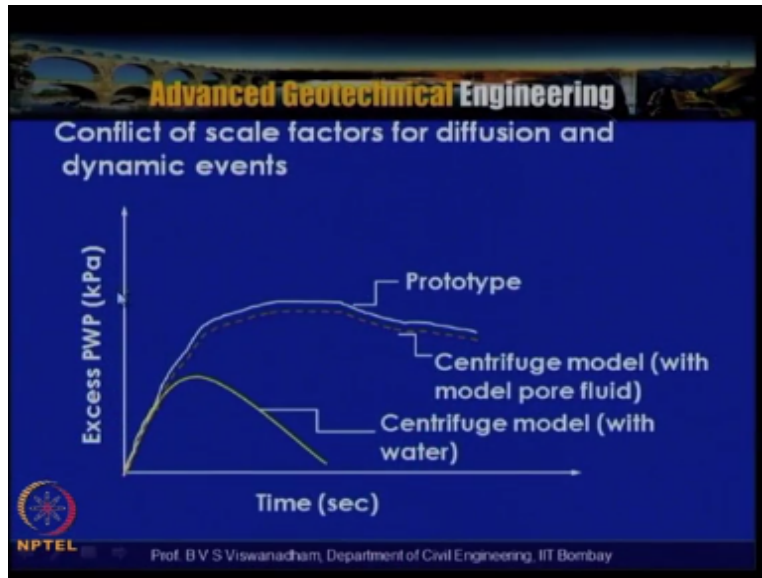 Advanced Geotechnical Engineering
Conflict of scale factors for diffusion and
dynamic events
Excess PWP (kPa)
Prototype
Centrifuge model (with
model pore fluid)
Centrifuge model (with
water)
Time (sec)
NPTEL
Prof. B V S Viswanadham, Department of Civil Engineering, IIT Bombay